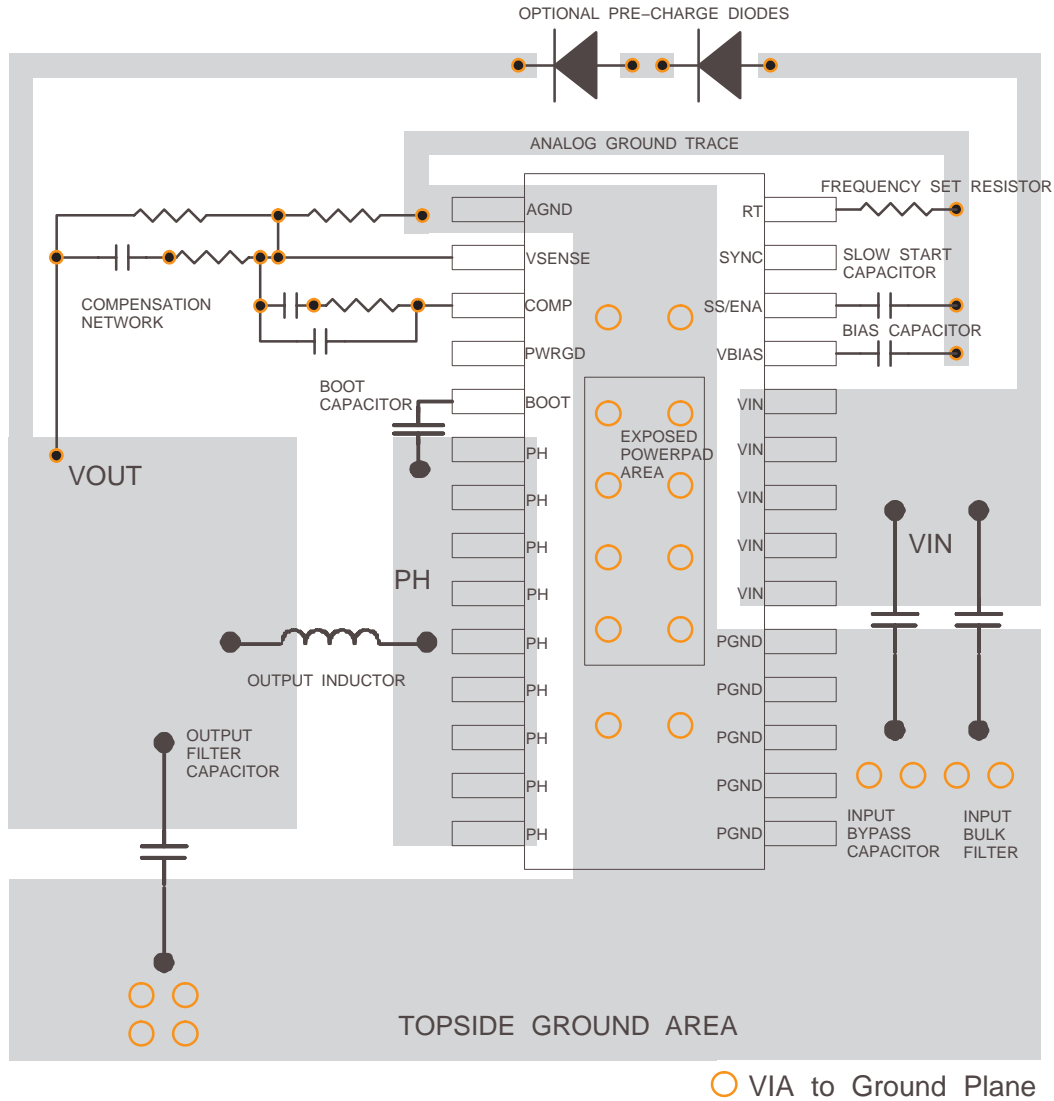 OPTIONAL PRE-CHARGE DIODES
ANALOG GROUND TRACE
FREQUENCY SET RESISTOR
AGND
RT
VSENSE
SYNC
SLOW START
CAPACITOR
COMPENSATION
NETWORK
COMP
SS/ENA
BIAS CAPACITOR
PWRGD
VBIAS
BOOT
CAPACITOR
BOOT
VIN
VOUT
PH
EXPOSED
POWERPAD
AREA
VIN
PH
VIN
PH
VIN
VIN
PH
PH
VIN
PH
PGND
OUTPUT INDUCTOR
PH
PGND
OUTPUT
FILTER
CAPACITOR
PH
PGND
PH
PGND
INPUT
BYPASS
CAPACITOR
INPUT
BULK
FILTER
PH
PGND
TOPSIDE GROUND AREA
VIA to Ground Plane